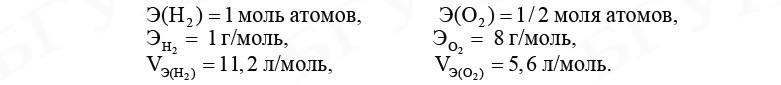 Э(H₂) = 1 моль атомов, Э(O₂) = 1/2 моля атомов,
Э_H₂ = 1 г/моль, Э_O₂ = 8 г/моль,
V_Э(H₂) = 11,2 л/моль, V_Э(O₂) = 5,6 л/моль.